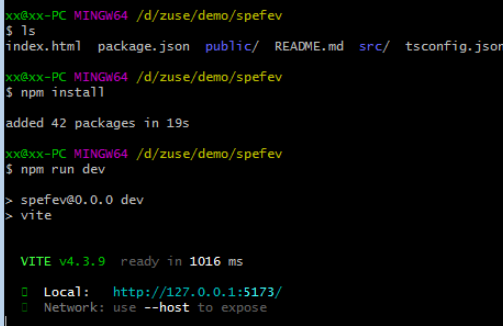 xx@xx-PC MINGW64 /d/zuse/demo/spefev
$ ls
index.html  package.json  public/  README.md  src/  tsconfig.json
xx@xx-PC MINGW64 /d/zuse/demo/spefev
$ npm install
added 42 packages in 19s
xx@xx-PC MINGW64 /d/zuse/demo/spefev
$ npm run dev
> spefev@0.0.0 dev
> vite
VITE v4.3.9  ready in 1016 ms
Local:   http://127.0.0.1:5173/
Network: use --host to expose